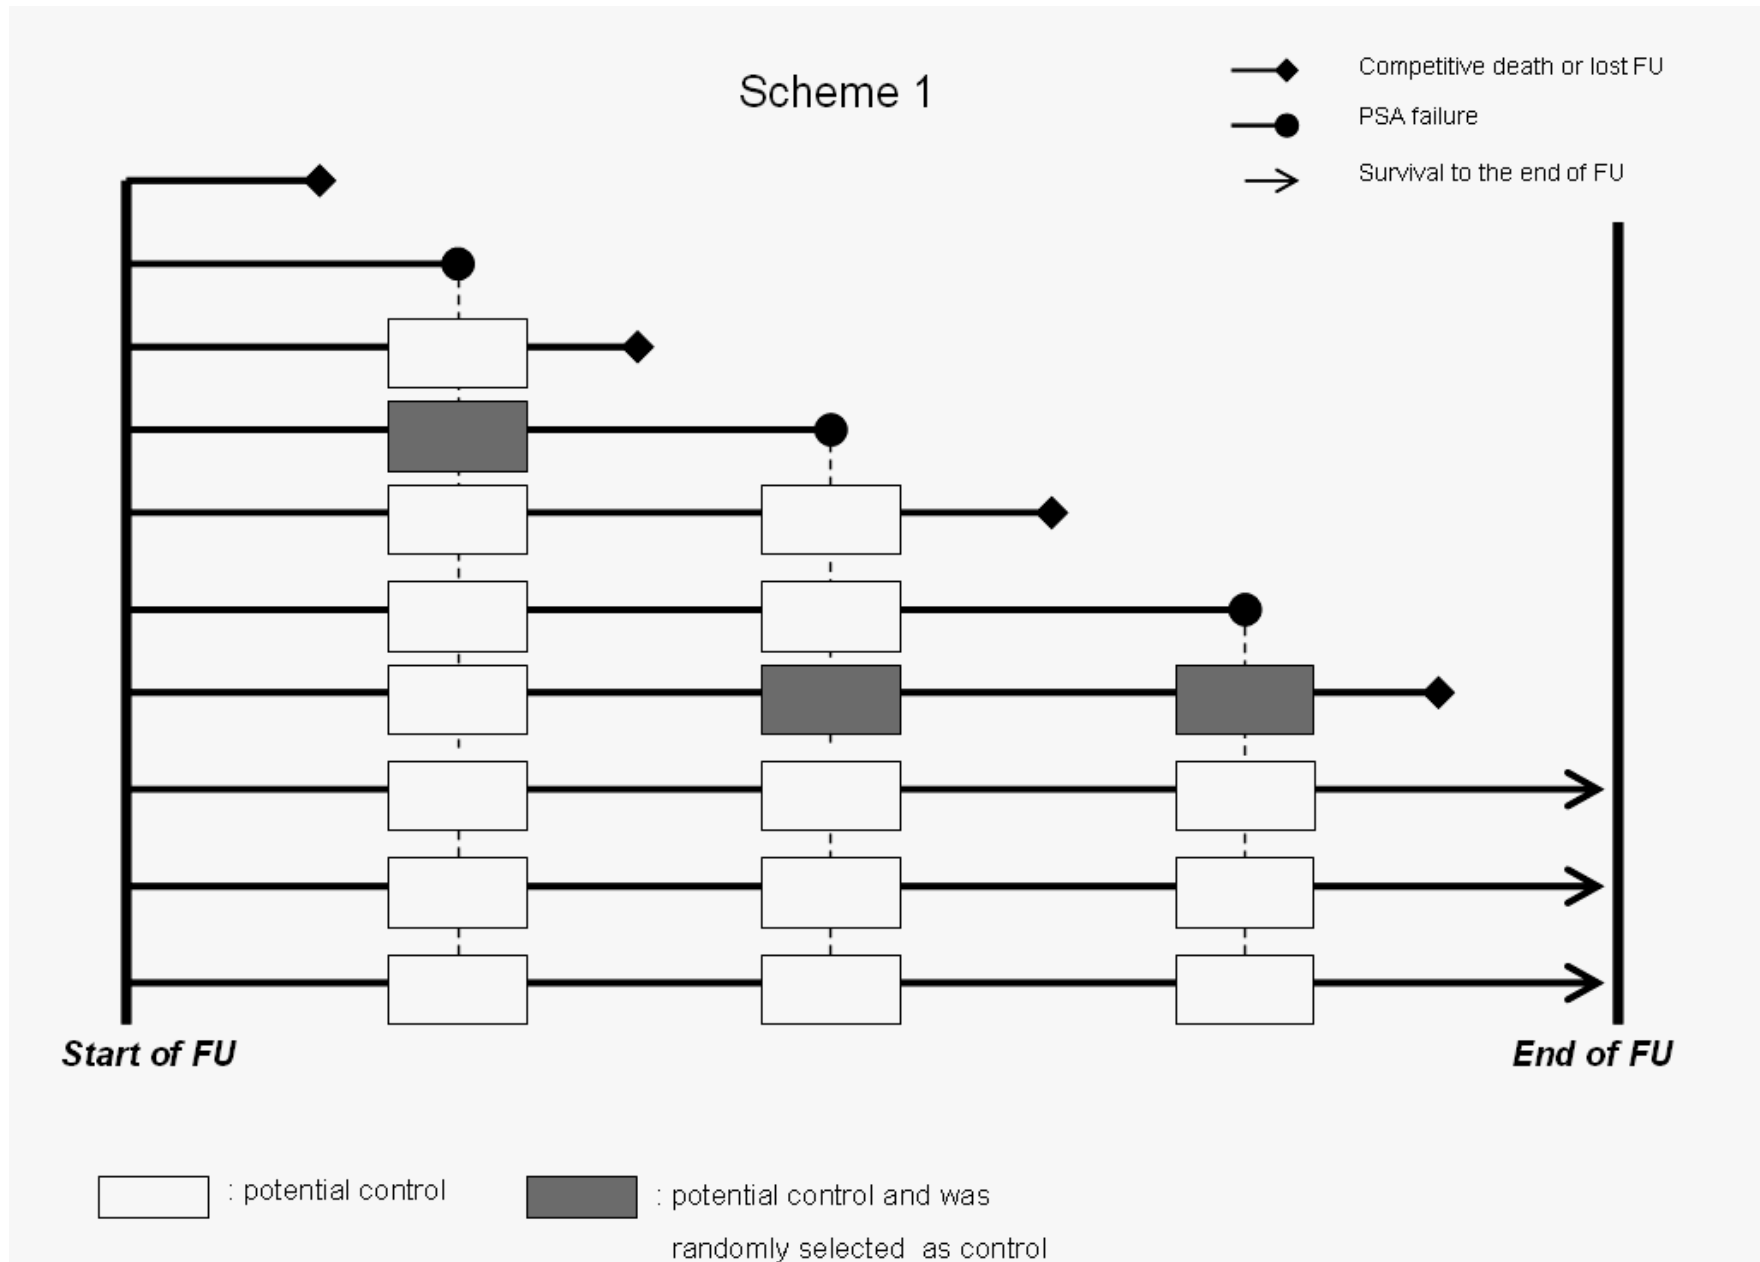 Scheme 1
Competitive death or lost FU
PSA failure
Survival to the end of FU
Start of FU
End of FU
: potential control
: potential control and was
randomly selected as control